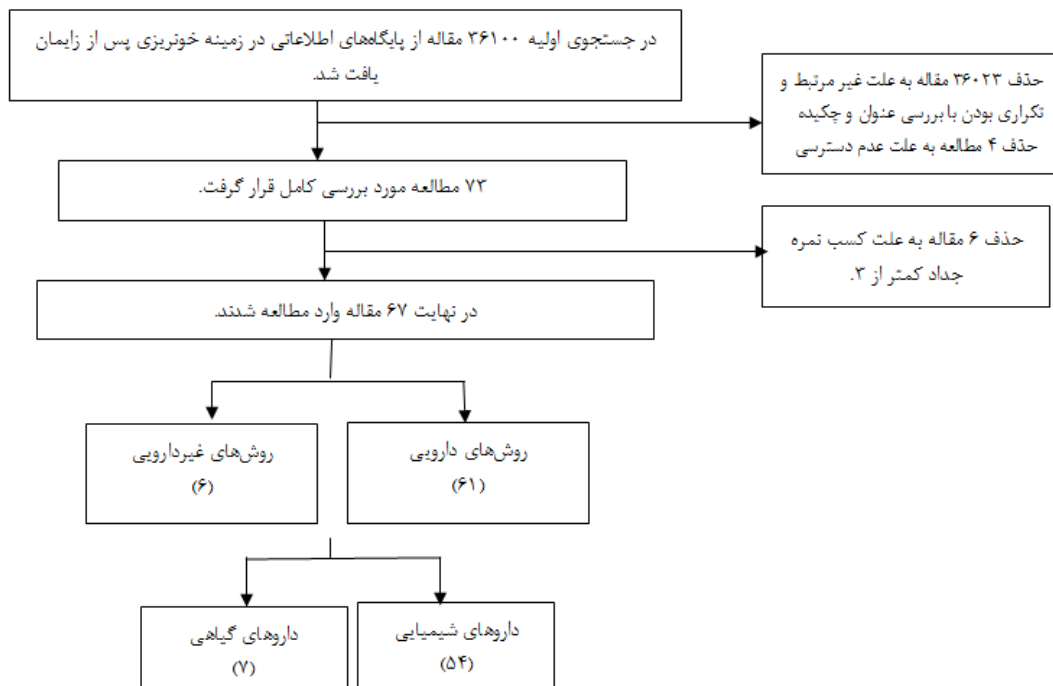 در جستجوی اولیه ۳۶۱۰۰ مقاله از پایگاه‌های اطلاعاتی در زمینه خونریزی پس از زایمان
یافت شد.
حذف ۳۶۰۲۳ مقاله به علت غیر مرتبط و
تکراری بودن با بررسی عنوان و چکیده
حذف ۴ مطالعه به علت عدم دسترسی
۷۳ مطالعه مورد بررسی کامل قرار گرفت.
حذف ۶ مقاله به علت کسب نمره
جداد کمتر از ۳.
در نهایت ۶۷ مقاله وارد مطالعه شدند.
روش‌های دارویی
(۶۱)
روش‌های غیردارویی
(۶)
داروهای شیمیایی
(۵۴)
داروهای گیاهی
(۷)